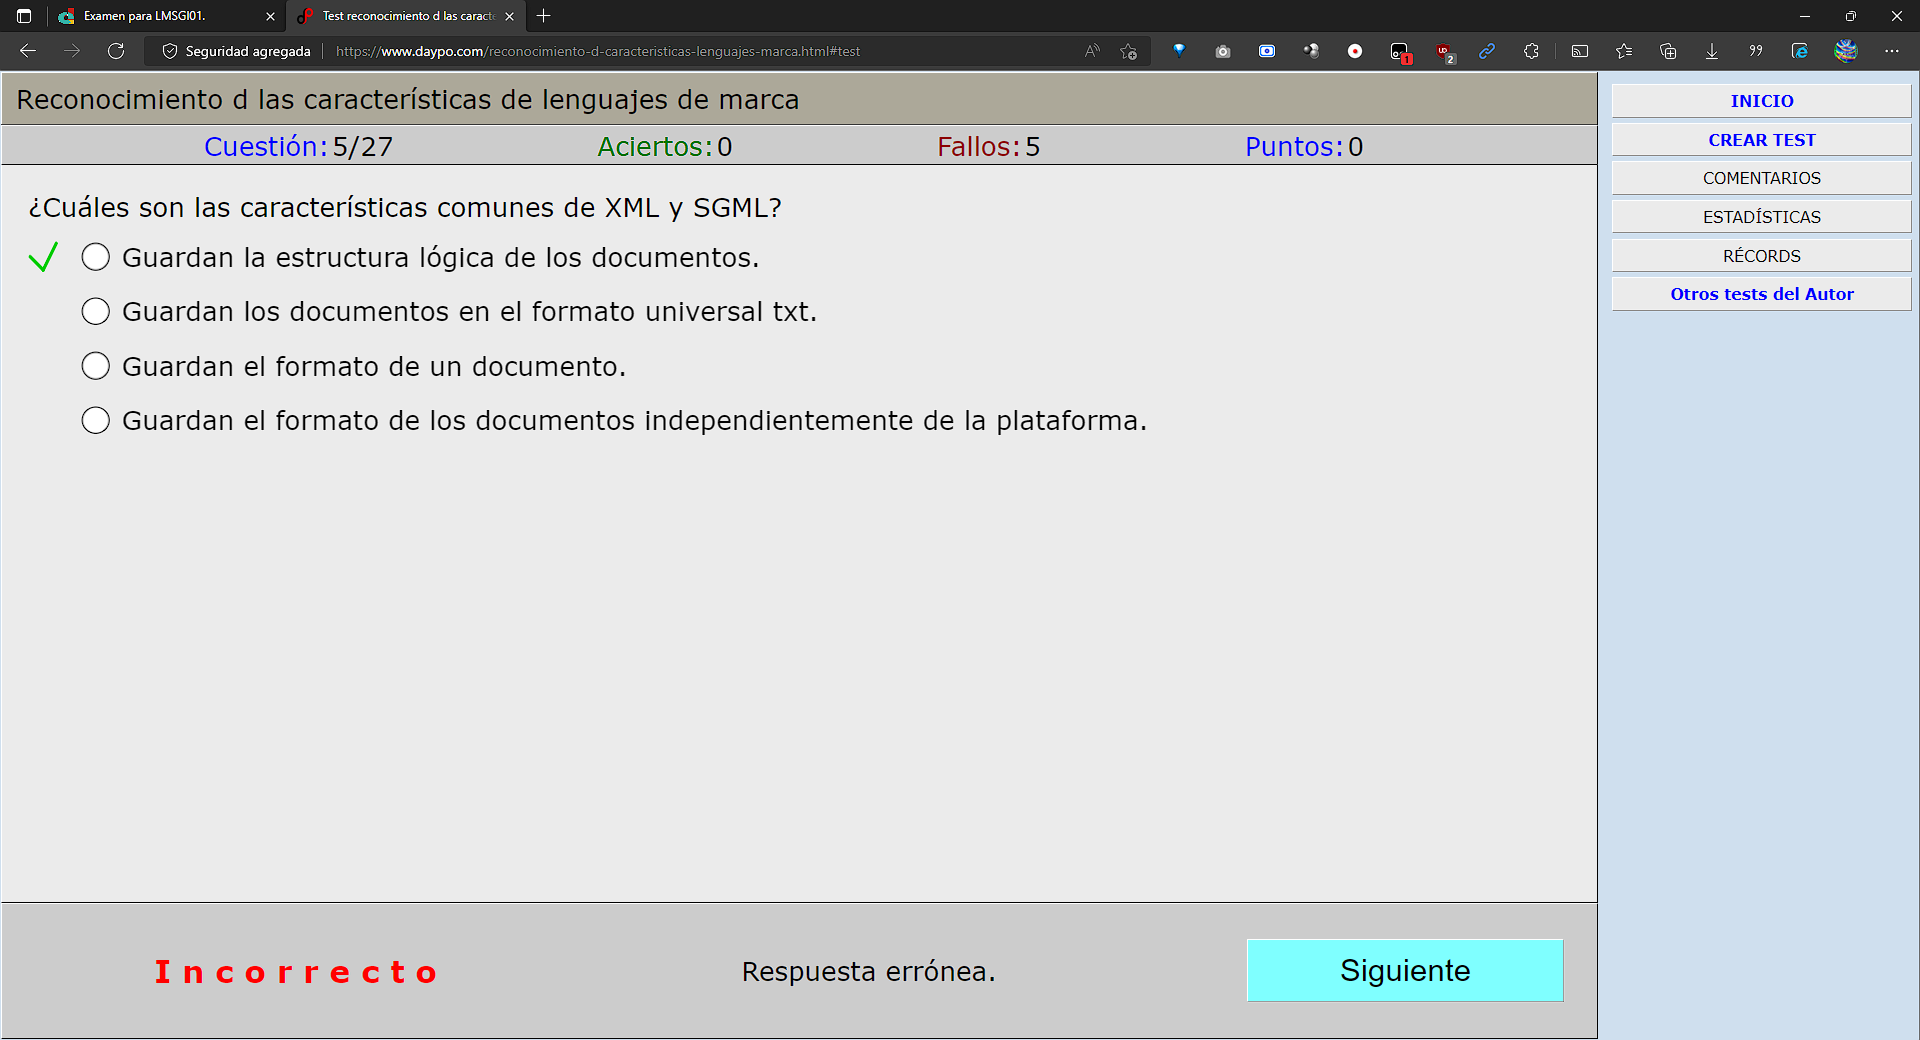 Examen para LMSGI01.
Test reconocimiento d las caracte
Seguridad agregada
https://www.daypo.com/reconocimiento-d-caracteristicas-lenguajes-marca.html#test
1
2
Reconocimiento d las características de lenguajes de marca
Cuestión: 5/27 Aciertos: 0 Fallos: 5 Puntos: 0
¿Cuáles son las características comunes de XML y SGML?
Guardan la estructura lógica de los documentos.
Guardan los documentos en el formato universal txt.
Guardan el formato de un documento.
Guardan el formato de los documentos independientemente de la plataforma.
Incorrecto
Respuesta errónea.
Siguiente
INICIO
CREAR TEST
COMENTARIOS
ESTADÍSTICAS
RÉCORDS
Otros tests del Autor